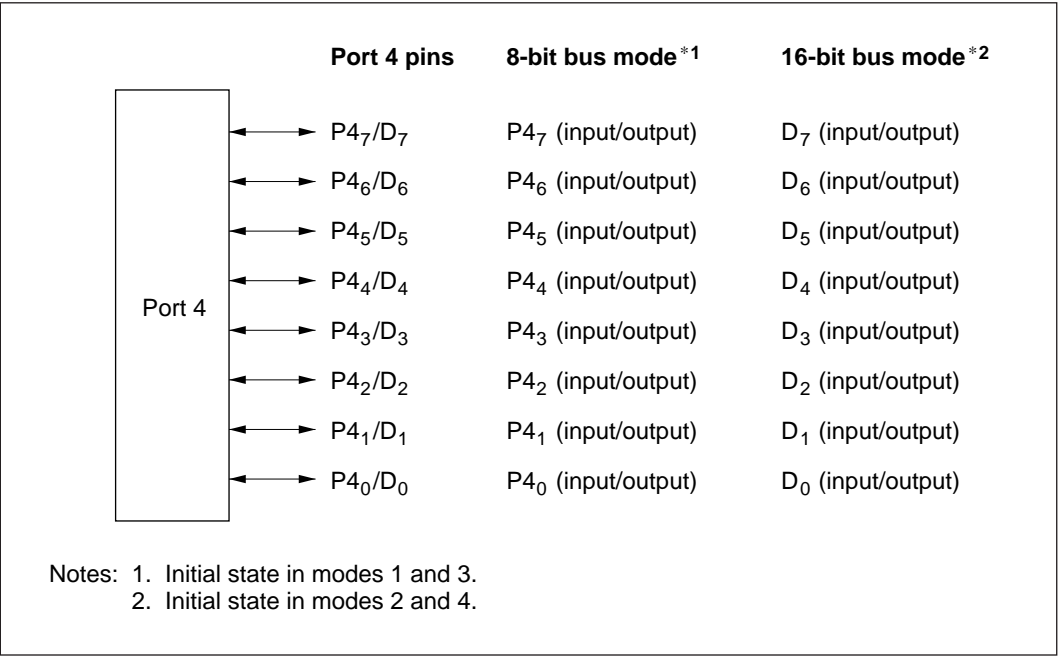 Port 4 pins 8-bit bus mode*1 16-bit bus mode*2
P4₇/D₇ P4₇ (input/output) D₇ (input/output)
P4₆/D₆ P4₆ (input/output) D₆ (input/output)
P4₅/D₅ P4₅ (input/output) D₅ (input/output)
P4₄/D₄ P4₄ (input/output) D₄ (input/output)
Port 4
P4₃/D₃ P4₃ (input/output) D₃ (input/output)
P4₂/D₂ P4₂ (input/output) D₂ (input/output)
P4₁/D₁ P4₁ (input/output) D₁ (input/output)
P4₀/D₀ P4₀ (input/output) D₀ (input/output)
Notes: 1. Initial state in modes 1 and 3.
2. Initial state in modes 2 and 4.